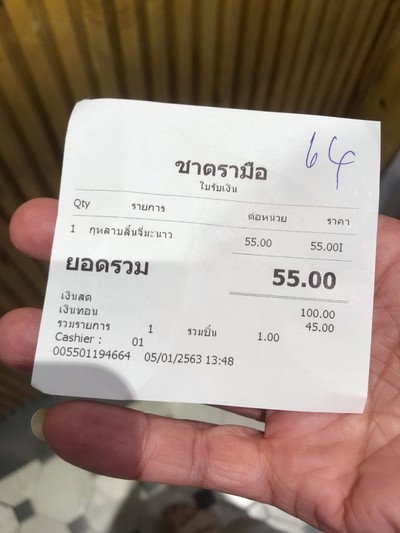 64
ชาตรามือ
ใบรับเงิน
Qty รายการ ต่อหน่วย ราคา
1 กุหลาบลิ้นจี่มะนาว 55.00 55.00I
ยอดรวม 55.00
เงินสด 100.00
เงินทอน 45.00
รวมรายการ 1 รวมชิ้น 1.00
Cashier : 01
005501194664 05/01/2563 13:48